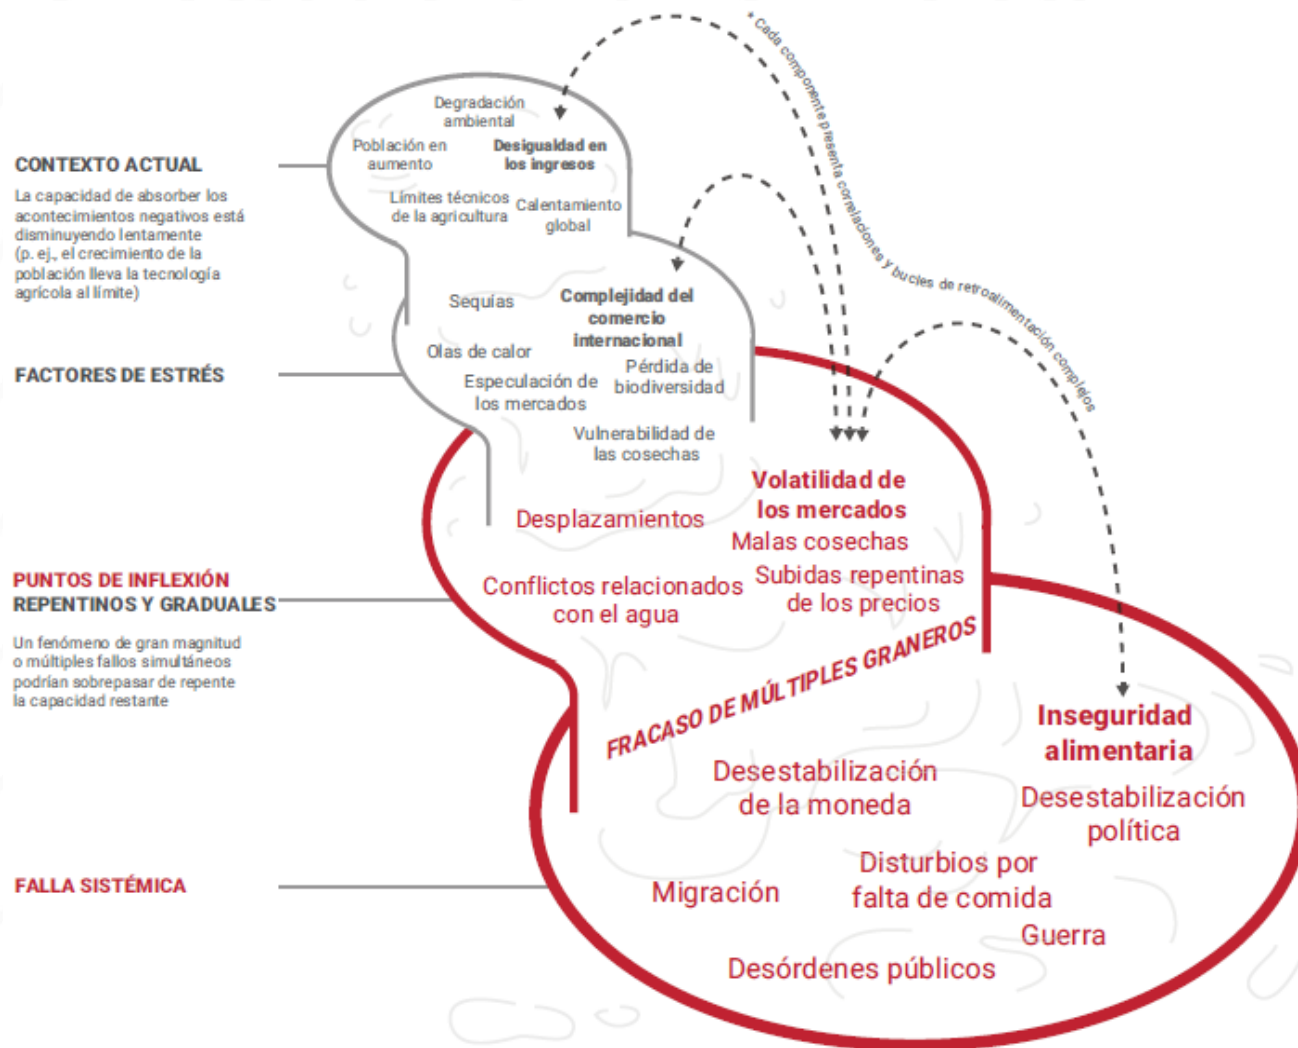 * Cada componente presenta correlaciones y bucles de retroalimentación complejos
CONTEXTO ACTUAL
La capacidad de absorber los
acontecimientos negativos está
disminuyendo lentamente
(p. ej., el crecimiento de la
población lleva la tecnología
agrícola al límite)
Degradación
ambiental
Población en
aumento
Desigualdad en
los ingresos
Límites técnicos
de la agricultura
Calentamiento
global
FACTORES DE ESTRÉS
Sequías
Complejidad del
comercio
internacional
Olas de calor
Pérdida de
biodiversidad
Especulación de
los mercados
Vulnerabilidad de
las cosechas
PUNTOS DE INFLEXIÓN
REPENTINOS Y GRADUALES
Un fenómeno de gran magnitud
o múltiples fallos simultáneos
podrían sobrepasar de repente
la capacidad restante
Volatilidad de
los mercados
Desplazamientos
Malas cosechas
Conflictos relacionados
con el agua
Subidas repentinas
de los precios
FRACASO DE MÚLTIPLES GRANEROS
FALLA SISTÉMICA
Inseguridad
alimentaria
Desestabilización
de la moneda
Desestabilización
política
Migración
Disturbios por
falta de comida
Guerra
Desórdenes públicos